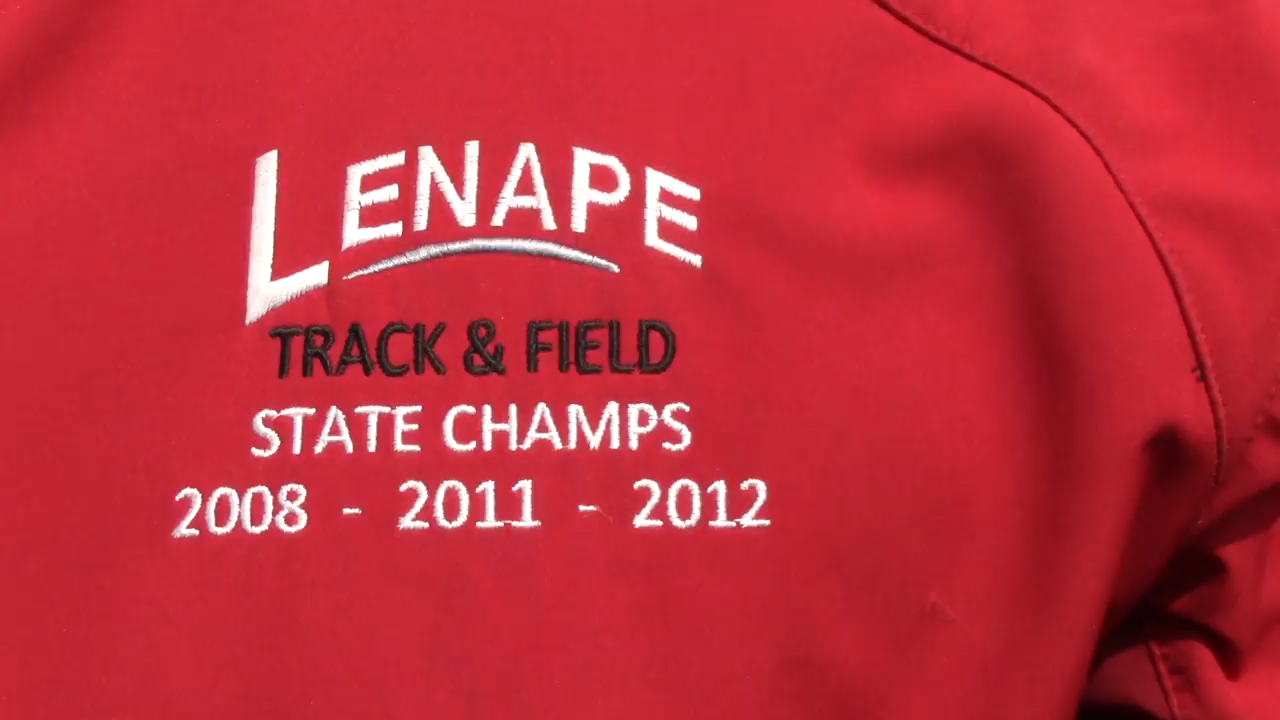 LENAPE
TRACK & FIELD
STATE CHAMPS
2008 - 2011 - 2012